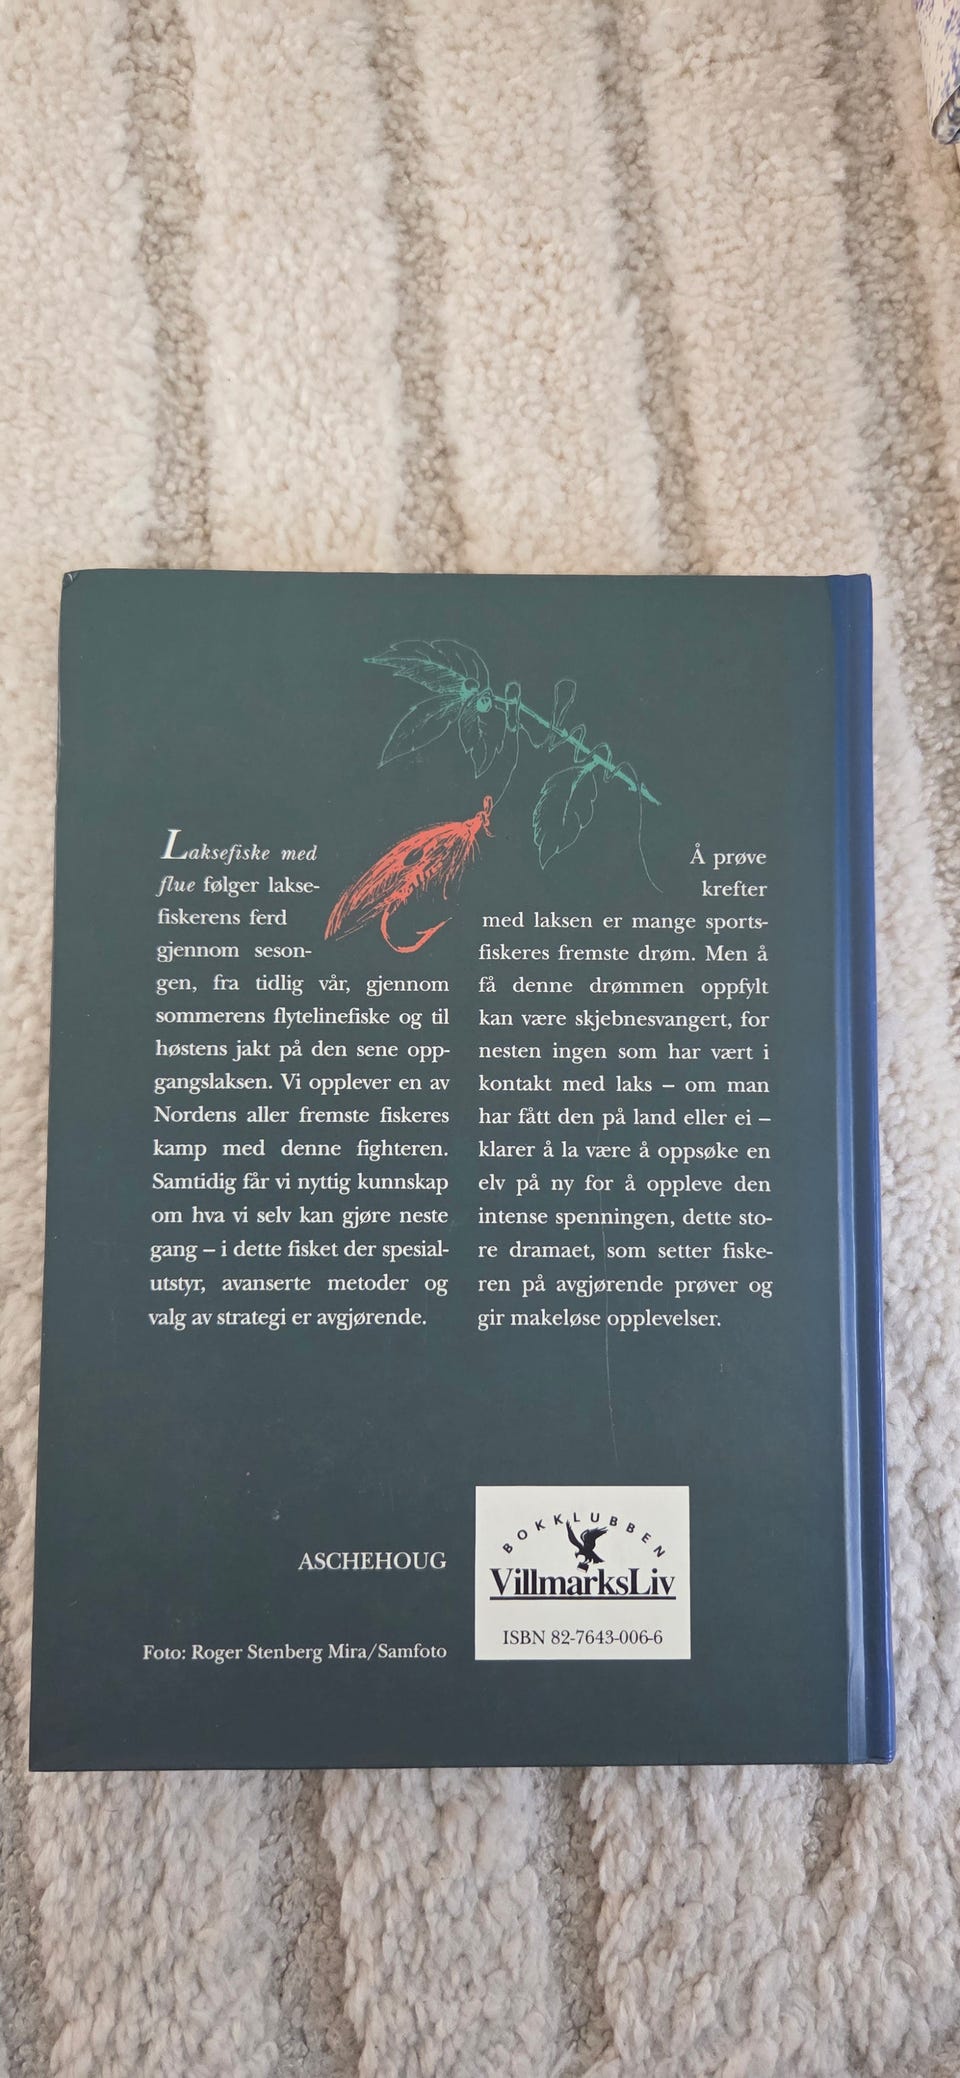 Laksefiske med
flue følger lakse-
fiskerens ferd
gjennom seson-
gen, fra tidlig vår, gjennom
sommerens flytelinefiske og til
høstens jakt på den sene opp-
gangslaksen. Vi opplever en av
Nordens aller fremste fiskeres
kamp med denne fighteren.
Samtidig får vi nyttig kunnskap
om hva vi selv kan gjøre neste
gang – i dette fisket der spesial-
utstyr, avanserte metoder og
valg av strategi er avgjørende.
Å prøve
krefter
med laksen er mange sports-
fiskeres fremste drøm. Men å
få denne drømmen oppfylt
kan være skjebnesvangert, for
nesten ingen som har vært i
kontakt med laks – om man
har fått den på land eller ei –
klarer å la være å oppsøke en
elv på ny for å oppleve den
intense spenningen, dette sto-
re dramaet, som setter fiske-
ren på avgjørende prøver og
gir makeløse opplevelser.
ASCHEHOUG
Foto: Roger Stenberg Mira/Samfoto
BOKKLUBBEN
VillmarksLiv
ISBN 82-7643-006-6